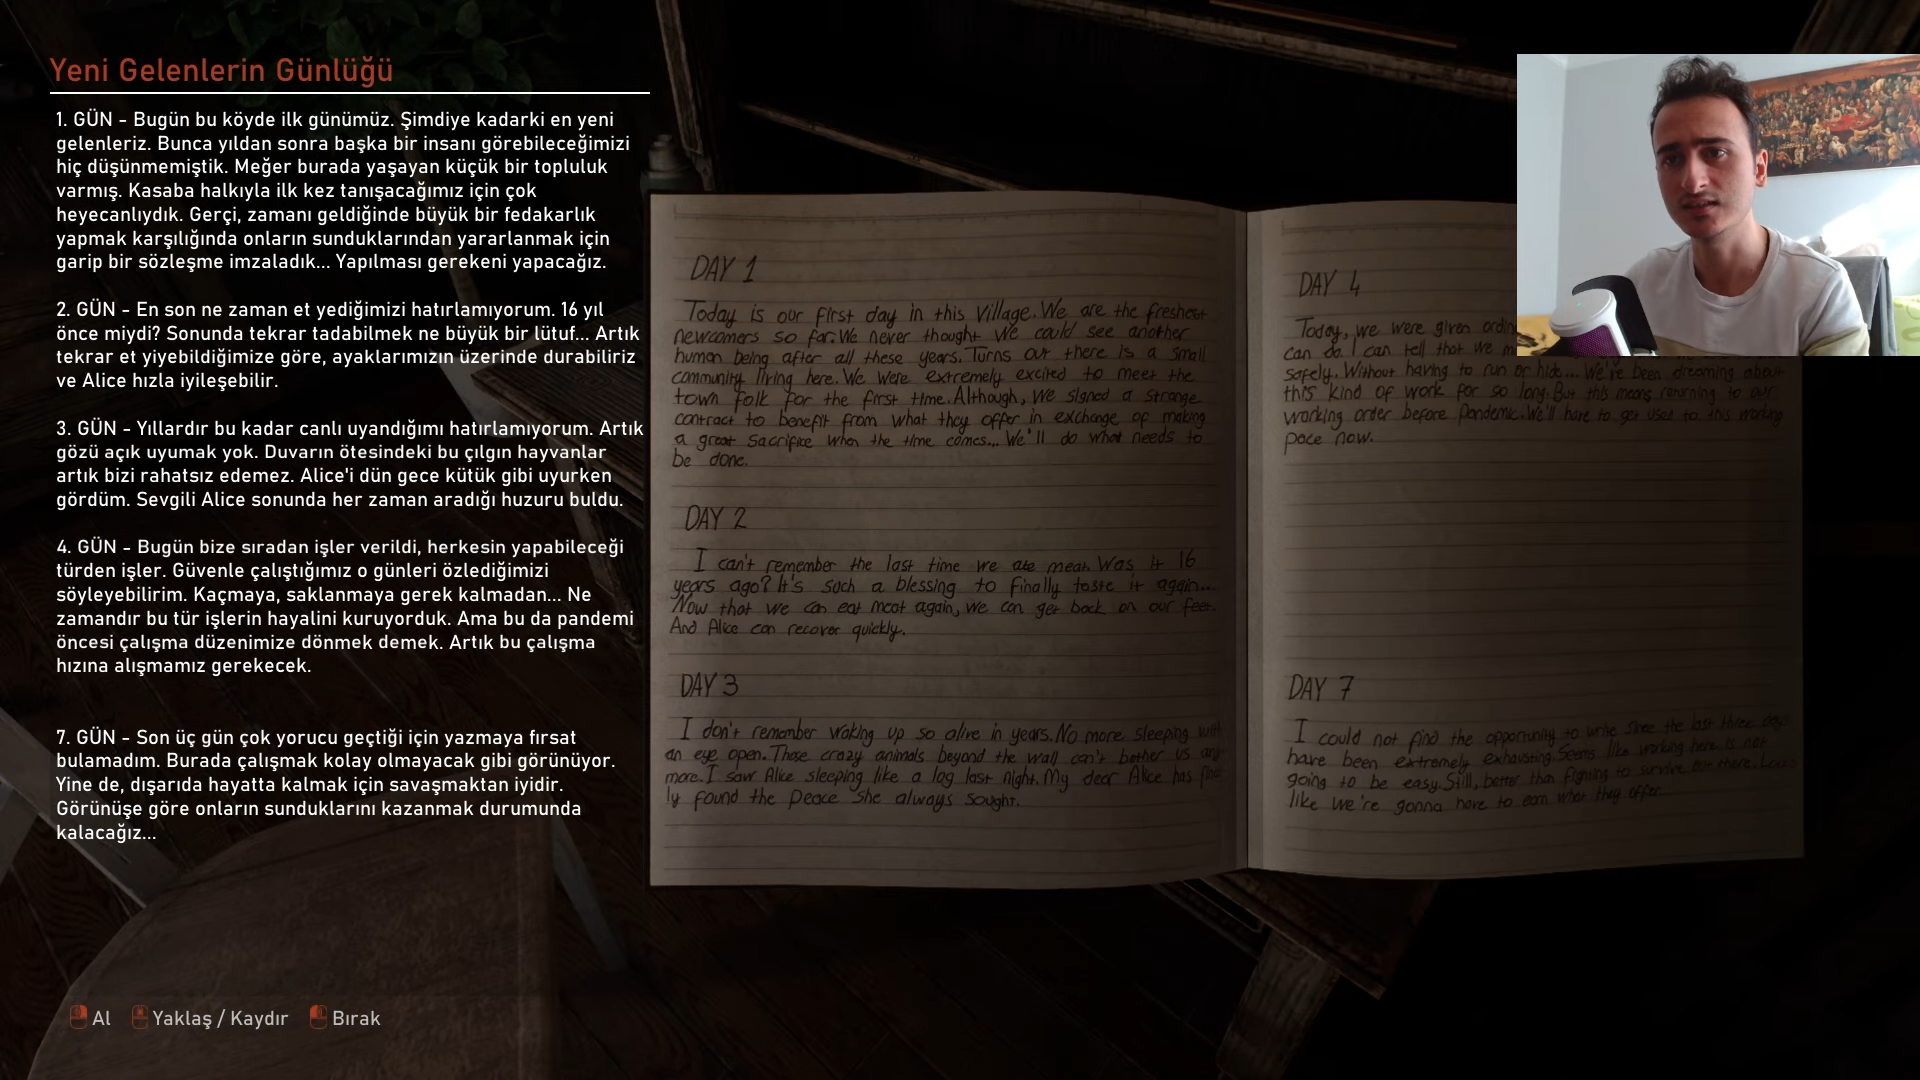 Yeni Gelenlerin Günlüğü
1. GÜN - Bugün bu köyde ilk günümüz. Şimdiye kadarki en yeni
gelenleriz. Bunca yıldan sonra başka bir insanı görebileceğimizi
hiç düşünmemiştik. Meğer burada yaşayan küçük bir topluluk
varmış. Kasaba halkıyla ilk kez tanışacağımız için çok
heyecanlıydık. Gerçi, zamanı geldiğinde büyük bir fedakarlık
yapmak karşılığında onların sunduklarından yararlanmak için
garip bir sözleşme imzaladık... Yapılması gerekeni yapacağız.
2. GÜN - En son ne zaman et yediğimizi hatırlamıyorum. 16 yıl
önce miydi? Sonunda tekrar tadabilmek ne büyük bir lütuf... Artık
tekrar et yiyebildiğimize göre, ayaklarımızın üzerinde durabiliriz
ve Alice hızla iyileşebilir.
3. GÜN - Yıllardır bu kadar canlı uyandığımı hatırlamıyorum. Artık
gözü açık uyumak yok. Duvarın ötesindeki bu çılgın hayvanlar
artık bizi rahatsız edemez. Alice'i dün gece kütük gibi uyurken
gördüm. Sevgili Alice sonunda her zaman aradığı huzuru buldu.
4. GÜN - Bugün bize sıradan işler verildi, herkesin yapabileceği
türden işler. Güvenle çalıştığımız o günleri özlediğimizi
söyleyebilirim. Kaçmaya, saklanmaya gerek kalmadan... Ne
zamandır bu tür işlerin hayalini kuruyorduk. Ama bu da pandemi
öncesi çalışma düzenimize dönmek demek. Artık bu çalışma
hızına alışmamız gerekecek.
7. GÜN - Son üç gün çok yorucu geçtiği için yazmaya fırsat
bulamadım. Burada çalışmak kolay olmayacak gibi görünüyor.
Yine de, dışarıda hayatta kalmak için savaşmaktan iyidir.
Görünüşe göre onların sunduklarını kazanmak durumunda
kalacağız...
Al Yaklaş / Kaydır Bırak
DAY 1
Today is our first day in this Village. We are the freshest
newcomers so far. We never thought we could see another
human being after all these years. Turns out there is a small
community living here. We were extremely excited to meet the
town folk for the first time. Although, we signed a strange
contract to benefit from what they offer in exchange of making
a great sacrifice when the time comes... We'll do what needs to
be done.
DAY 2
I can't remember the last time we ate meat. Was it 16
years ago? It's such a blessing to finally taste it again...
Now that we can eat meat again, we can get back on our feet.
And Alice can recover quickly.
DAY 3
I don't remember waking up so alive in years. No more sleeping with
an eye open. Those crazy animals beyond the wall can't bother us any
more. I saw Alice sleeping like a log last night. My dear Alice has final
ly found the peace she always sought.
DAY 4
Today, we were given
can do. I can tell that we
safely. Without having to run or hide... We've been dreaming about
this kind of work for so long. But this means returning to our
working order before pandemic. We'll have to get used to this working
pace now.
DAY 7
I could not find the opportunity to write since the last three day
have been extremely exhausting. Seems like working here is not
going to be easy. Still, better than fighting to survive out there. Looks
like we're gonna have to earn what they offer...